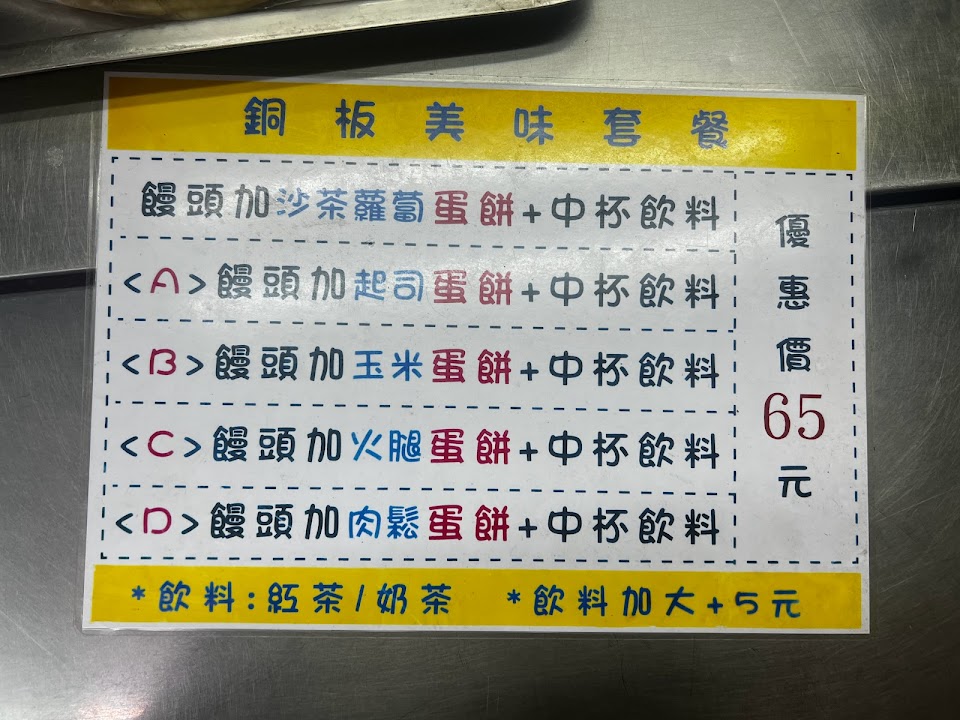 銅板美味套餐
饅頭加沙茶蘿蔔蛋餅+中杯飲料
<A>饅頭加起司蛋餅+中杯飲料
<B>饅頭加玉米蛋餅+中杯飲料
<C>饅頭加火腿蛋餅+中杯飲料
<D>饅頭加肉鬆蛋餅+中杯飲料
優惠價65元
*飲料:紅茶/奶茶 *飲料加大+5元